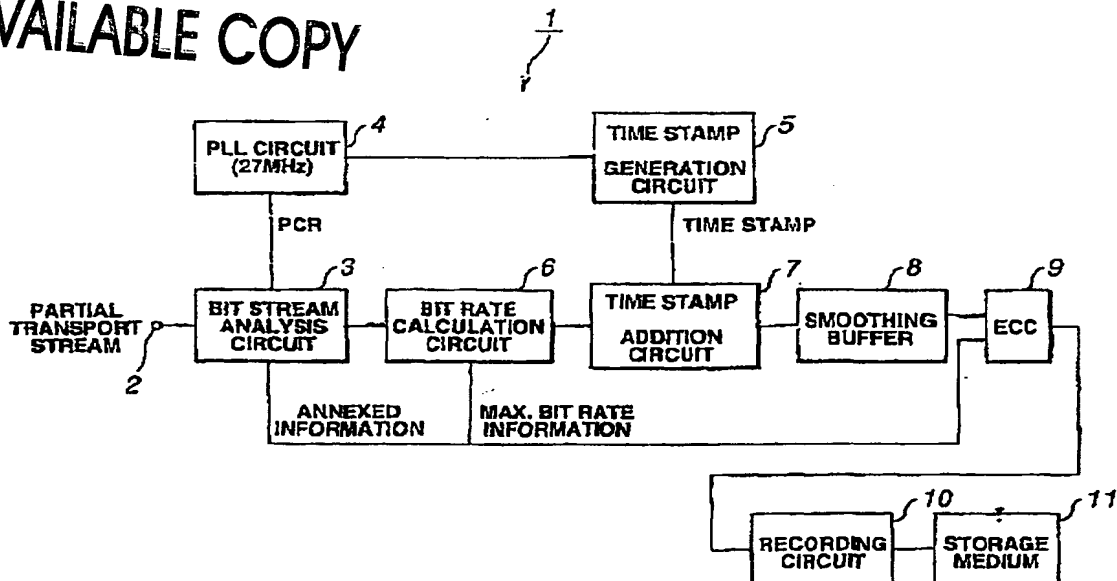 VAILABLE COPY
1
4
PLL CIRCUIT
(27MHz)
5
TIME STAMP
GENERATION
CIRCUIT
PCR
TIME STAMP
PARTIAL
TRANSPORT
STREAM
2
3
BIT STREAM
ANALYSIS
CIRCUIT
6
BIT RATE
CALCULATION
CIRCUIT
7
TIME STAMP
ADDITION
CIRCUIT
8
SMOOTHING
BUFFER
9
ECC
ANNEXED
INFORMATION
MAX. BIT RATE
INFORMATION
10
RECORDING
CIRCUIT
11
STORAGE
MEDIUM